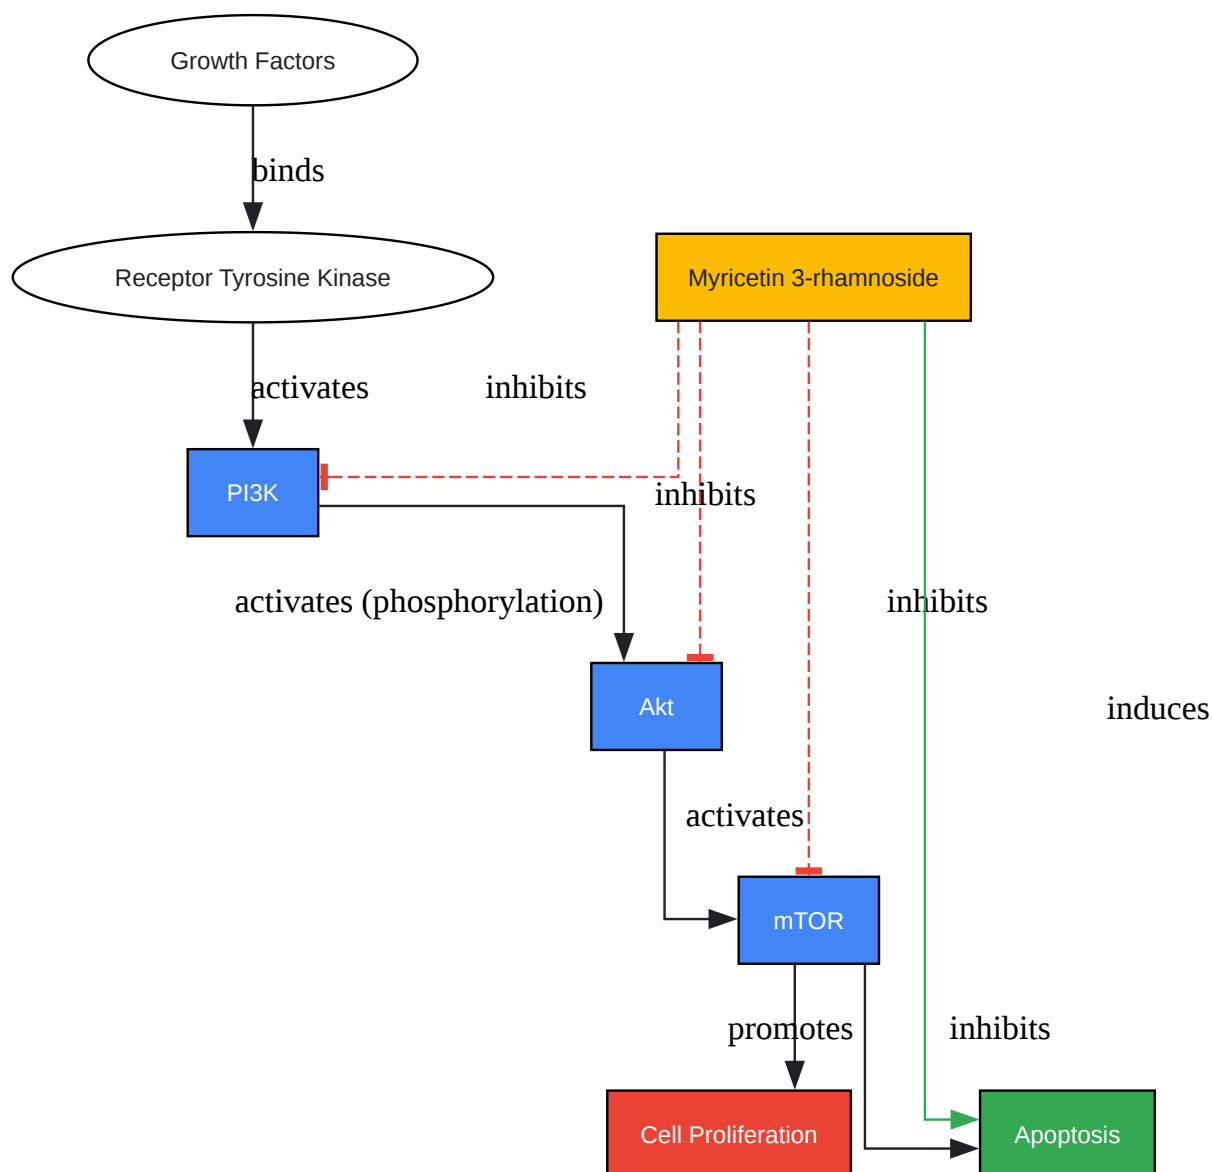 Growth Factors
binds
Receptor Tyrosine Kinase
Myricetin 3-rhamnoside
activates
inhibits
PI3K
inhibits
activates (phosphorylation)
inhibits
Akt
induces
activates
mTOR
promotes
inhibits
Cell Proliferation
Apoptosis